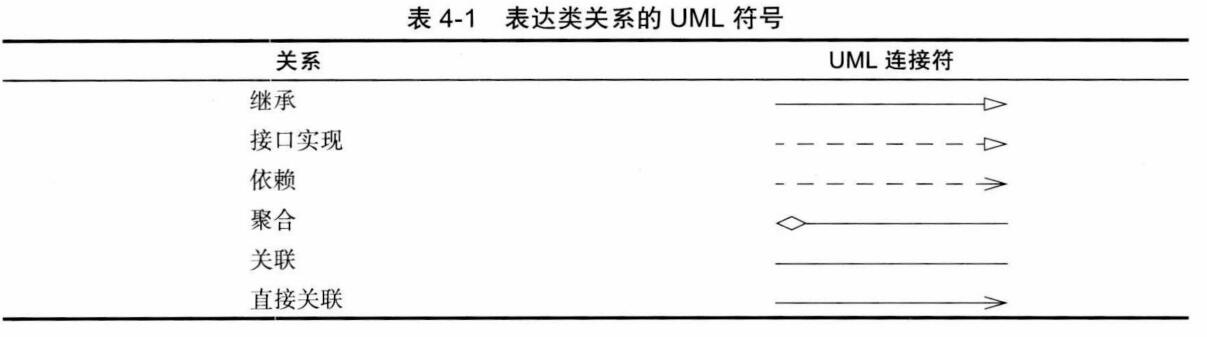 表 4-1 表达类关系的 UML 符号
关系 UML 连接符
继承
接口实现
依赖
聚合
关联
直接关联